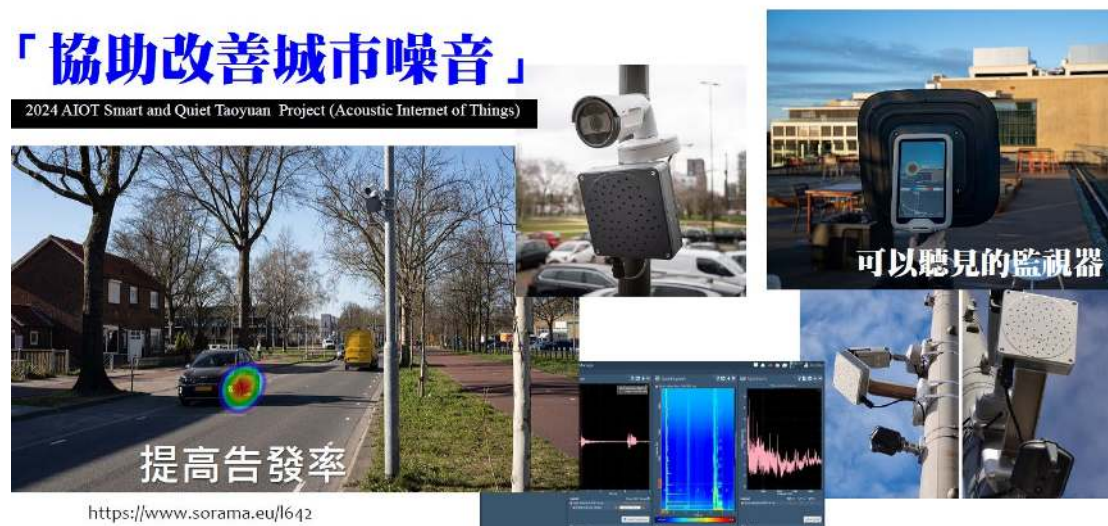 「協助改善城市噪音」
2024 AIOT Smart and Quiet Taoyuan Project (Acoustic Internet of Things)
可以聽見的監視器
提高告發率
https://www.sorama.eu/l642